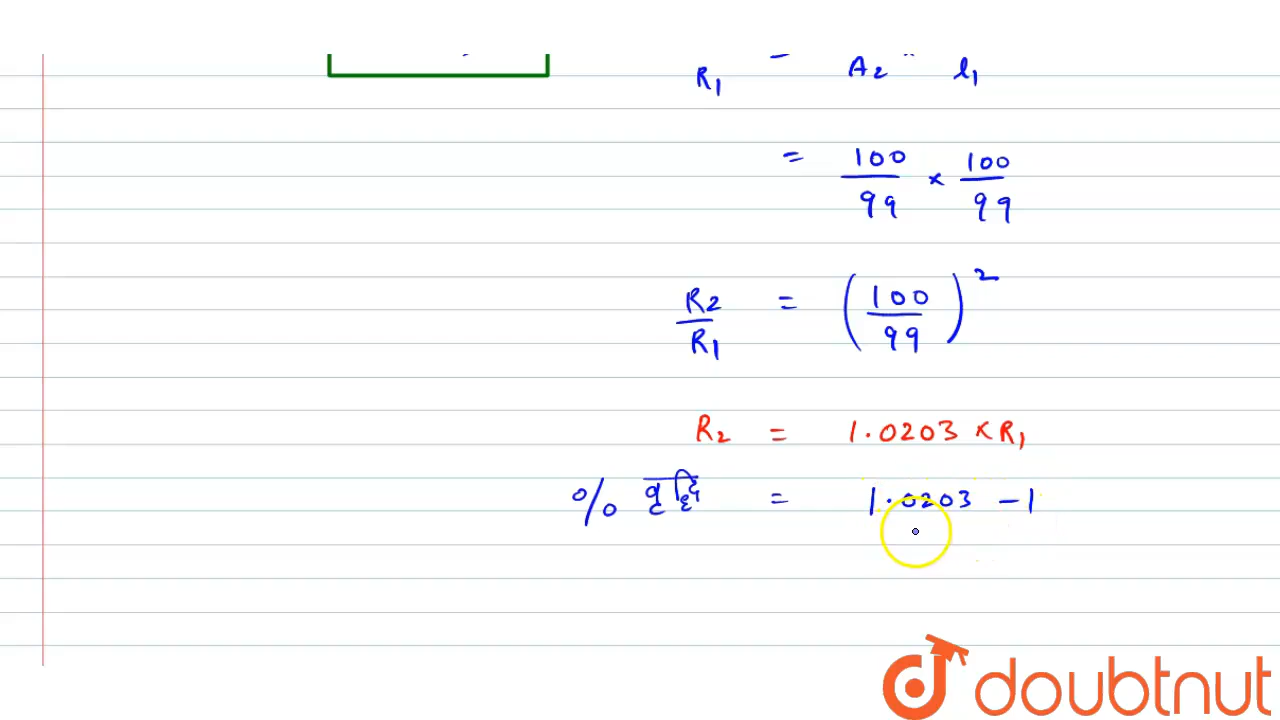 R1 = A2 × l1
= 100/99 × 100/99
R2/R1 = (100/99)^2
R2 = 1.0203 × R1
% वृद्धि = 1.0203 - 1
doubtnut